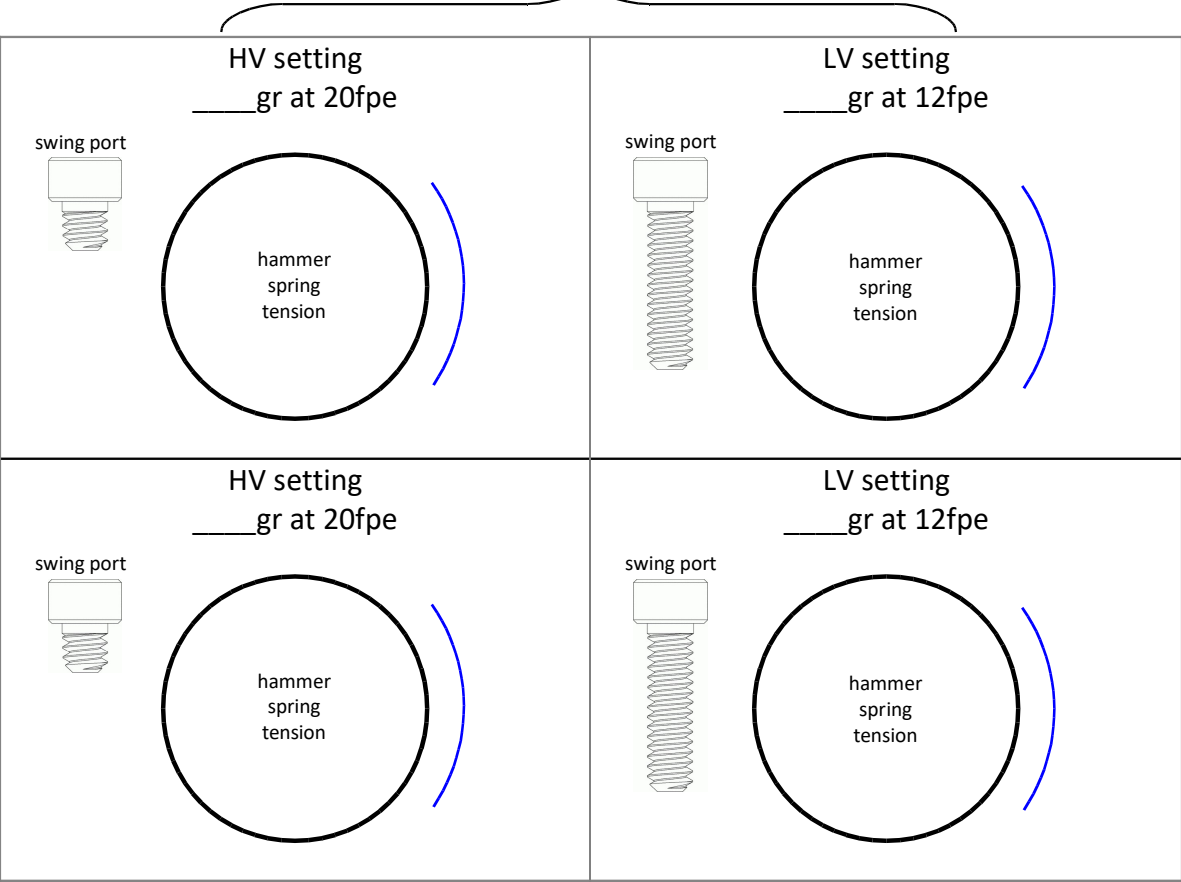 HV setting
____gr at 20fpe
swing port
hammer
spring
tension
LV setting
____gr at 12fpe
swing port
hammer
spring
tension
HV setting
____gr at 20fpe
swing port
hammer
spring
tension
LV setting
____gr at 12fpe
swing port
hammer
spring
tension